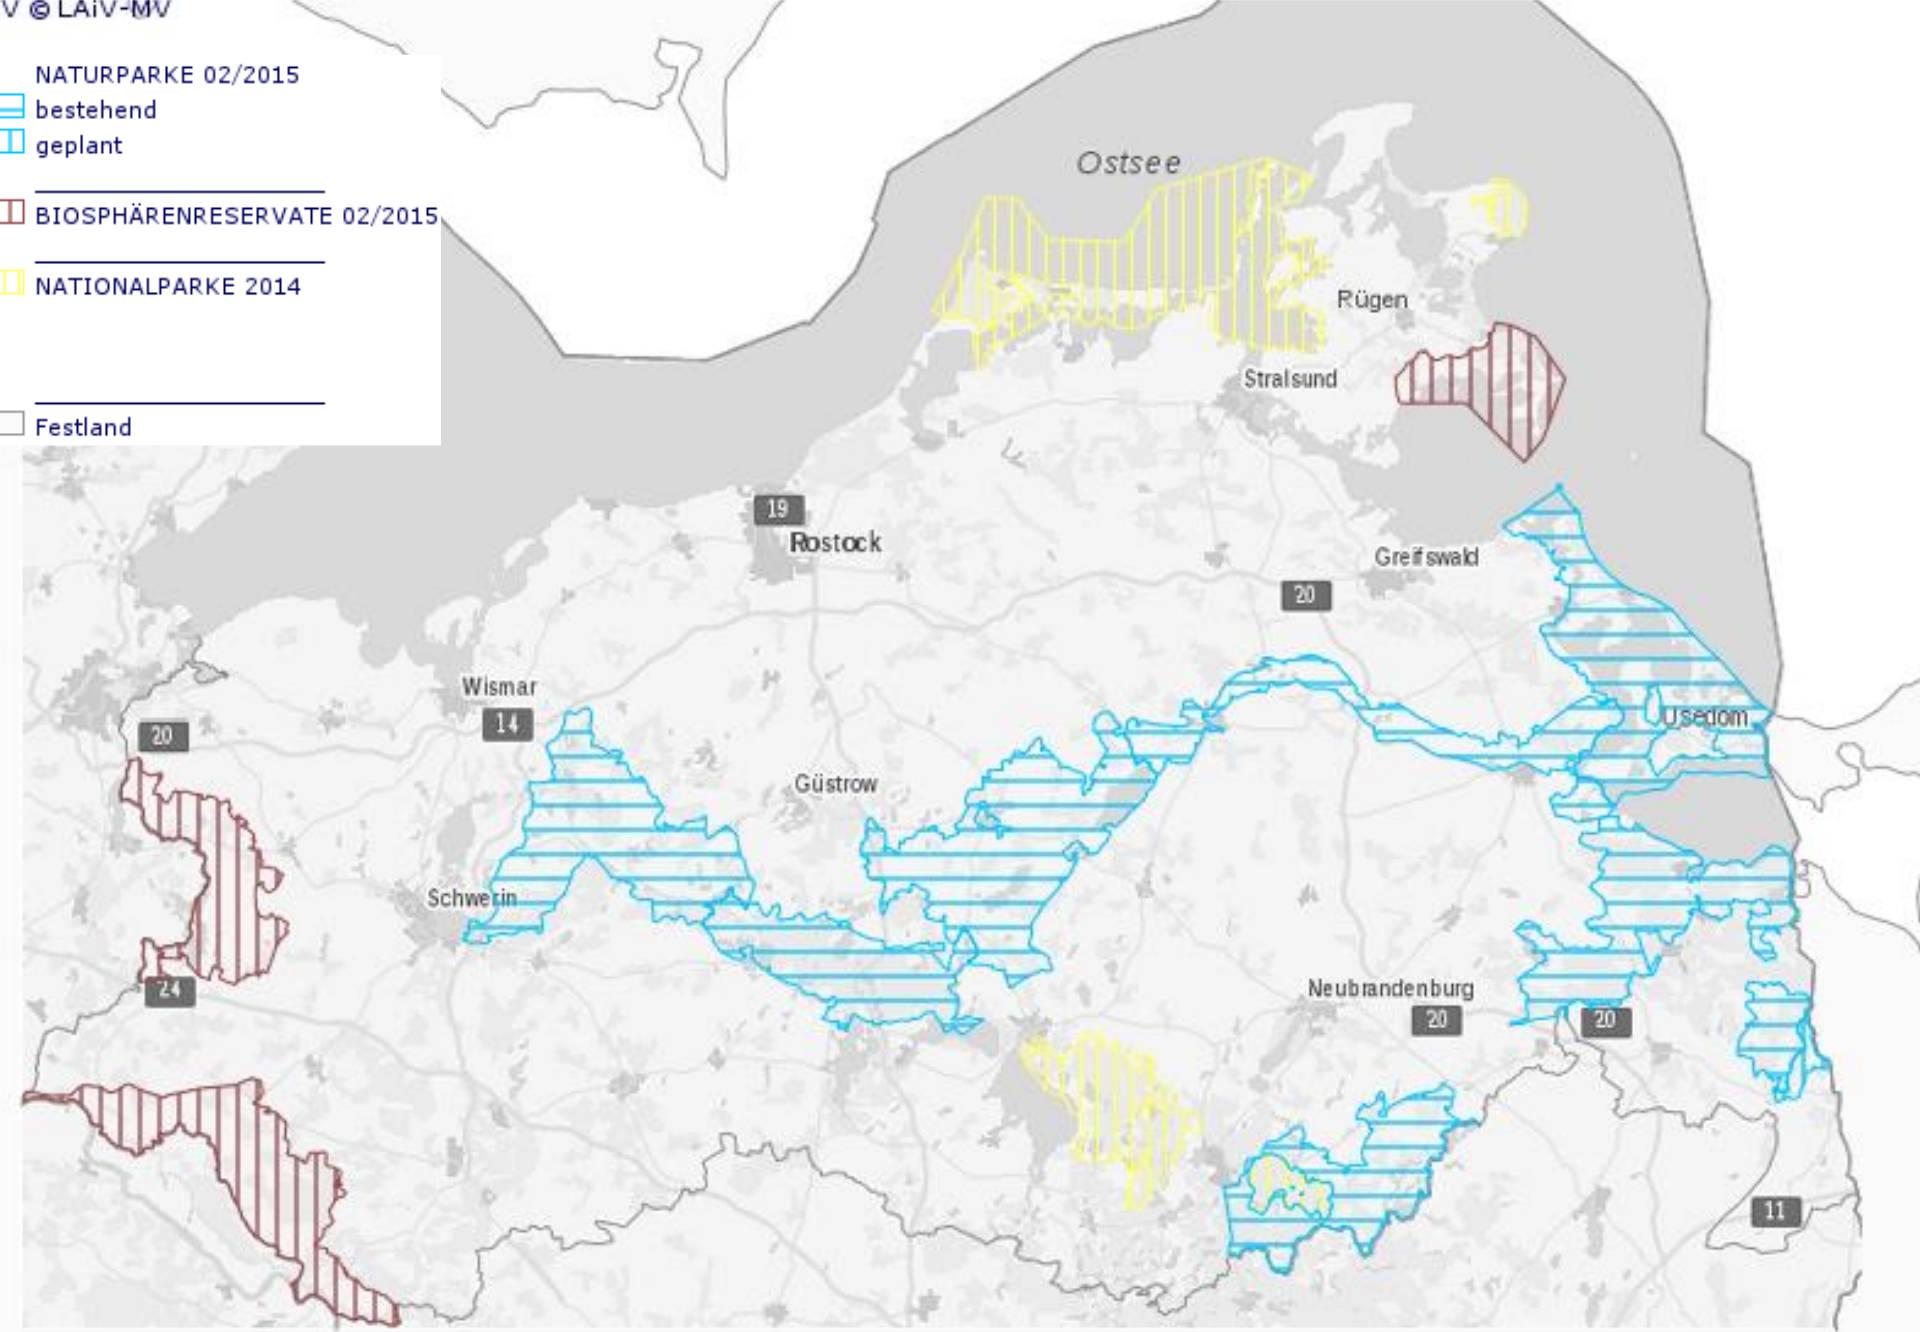 V © LAiV-MV
NATURPARKE 02/2015
bestehend
geplant
BIOSPHÄRENRESERVATE 02/2015
NATIONALPARKE 2014
Festland
Ostsee
Rügen
Stralsund
19
Rostock
Greifswald
20
Wismar
14
Usedom
20
Güstrow
Schwerin
24
Neubrandenburg
20
20
11